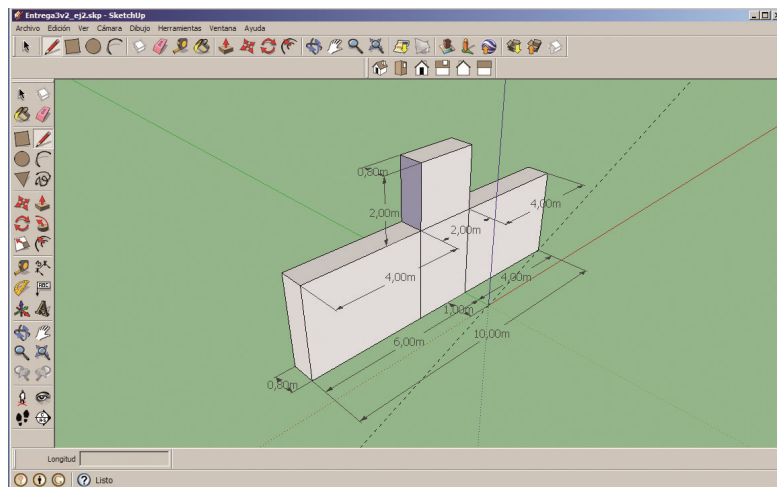 Entrega3v2_ej2.skp - SketchUp
Archivo Edición Ver Cámara Dibujo Herramientas Ventana Ayuda
0,80m
2,00m
4,00m
2,00m
4,00m
4,00m
1,00m
10,00m
6,00m
0,80m
Longitud
Listo